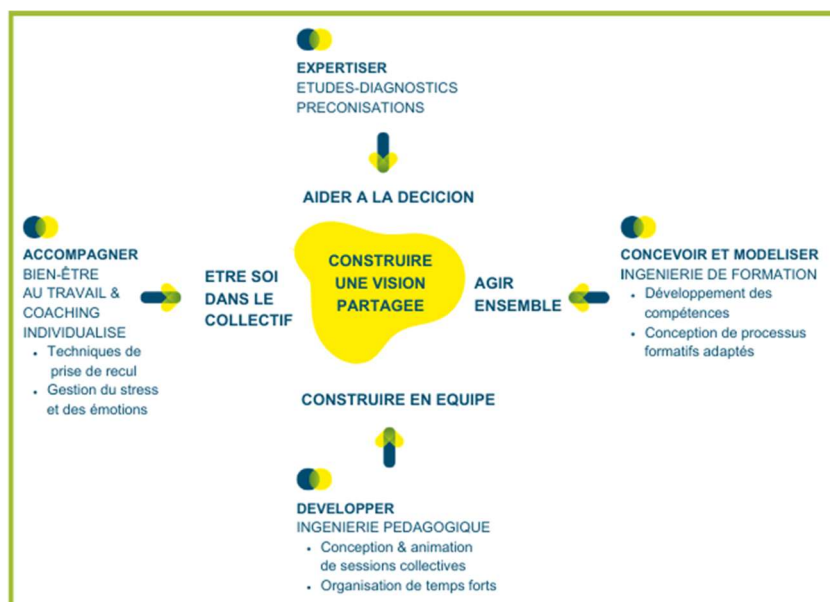 EXPERTISER
ETUDES-DIAGNOSTICS
PRECONISATIONS
AIDER A LA DECICION
ACCOMPAGNER
BIEN-ÊTRE
AU TRAVAIL &
COACHING
INDIVIDUALISE
• Techniques de
prise de recul
• Gestion du stress
et des émotions
ETRE SOI
DANS LE
COLLECTIF
CONSTRUIRE
UNE VISION
PARTAGEE
AGIR
ENSEMBLE
CONCEVOIR ET MODELISER
INGENIERIE DE FORMATION
• Développement des
compétences
• Conception de processus
formatifs adaptés
CONSTRUIRE EN EQUIPE
DEVELOPPER
INGENIERIE PEDAGOGIQUE
• Conception & animation
de sessions collectives
• Organisation de temps forts